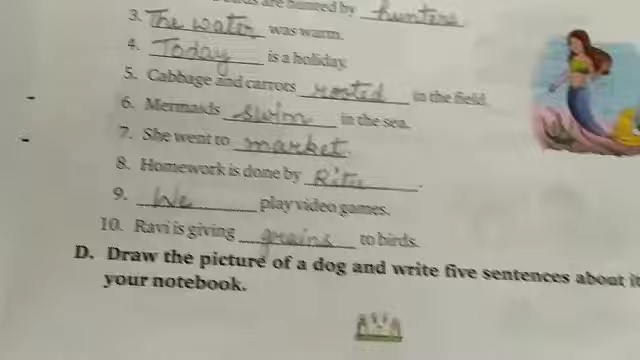 are hunted by hunters
3. The water was warm.
4. Today is a holiday.
5. Cabbage and carrots in the field.
6. Mermaids swim in the sea.
7. She went to market.
8. Homework is done by Ritu.
9. We play video games.
10. Ravi is giving grains to birds.
D. Draw the picture of a dog and write five sentences about it
your notebook.